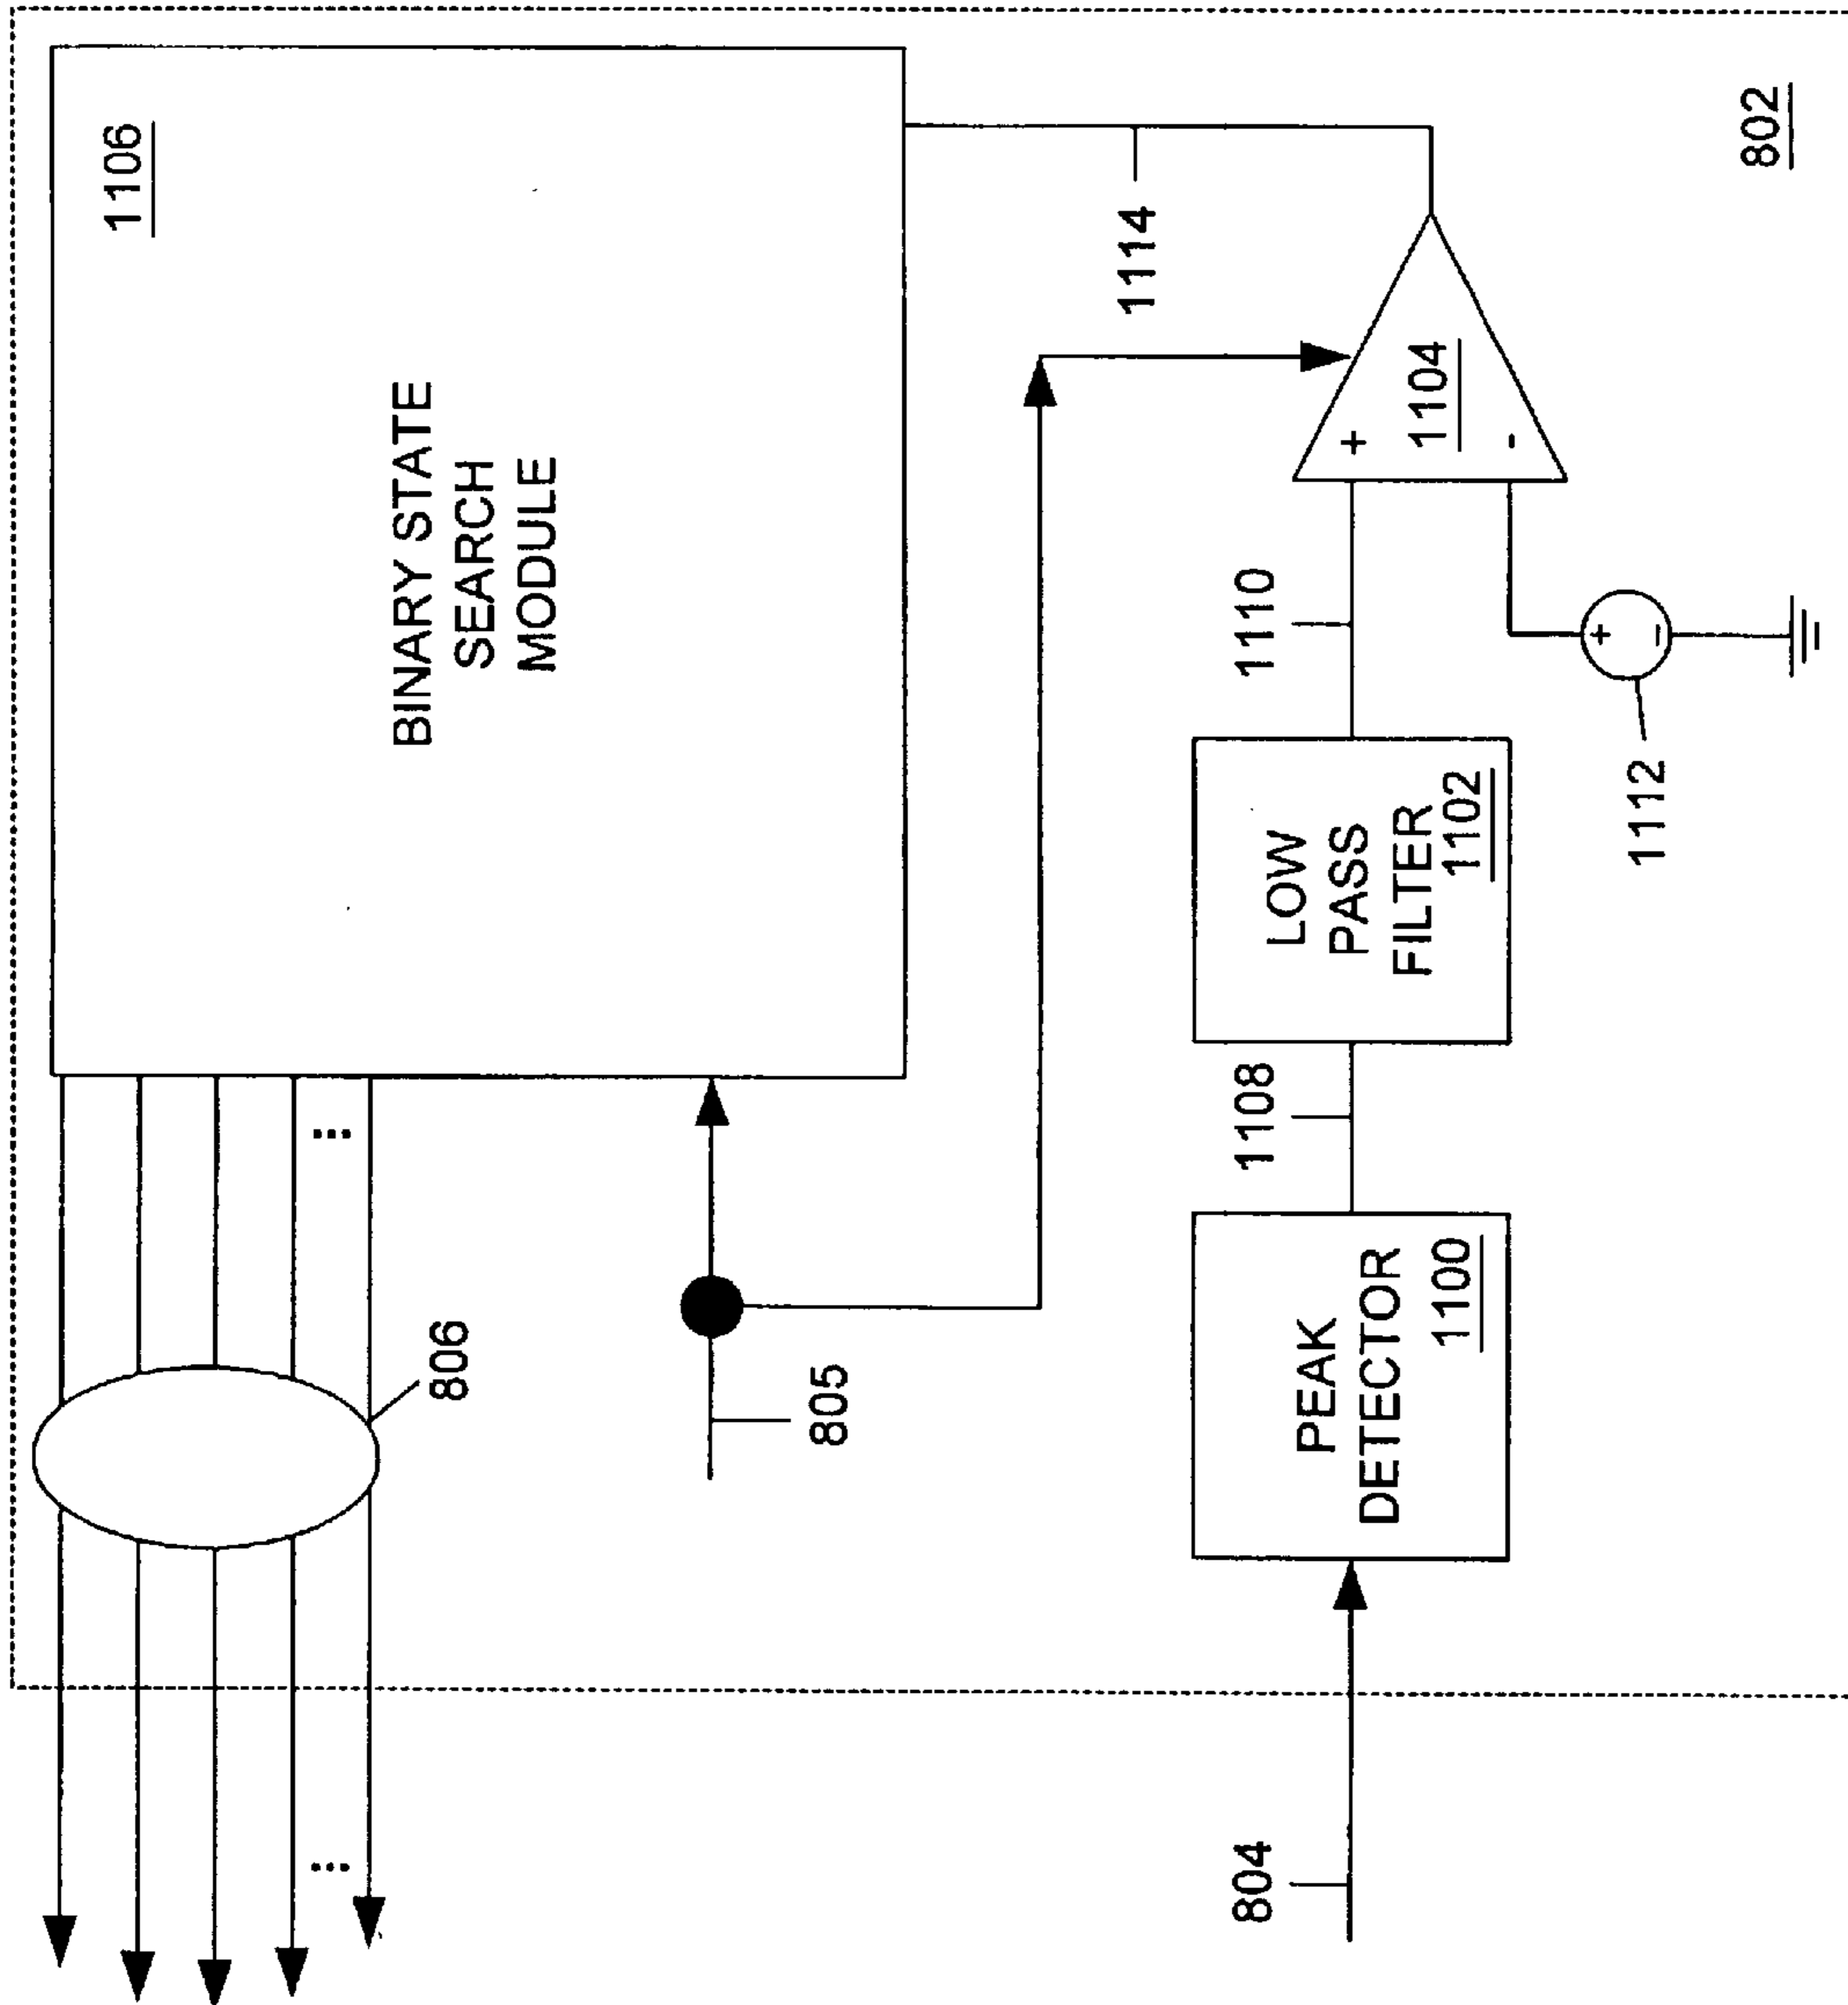 1106
BINARY STATE
SEARCH
MODULE
...
...
806
805
1114
804
PEAK
DETECTOR
1100
1108
LOW
PASS
FILTER
1102
1110
+
-
1104
+
-
1112
802